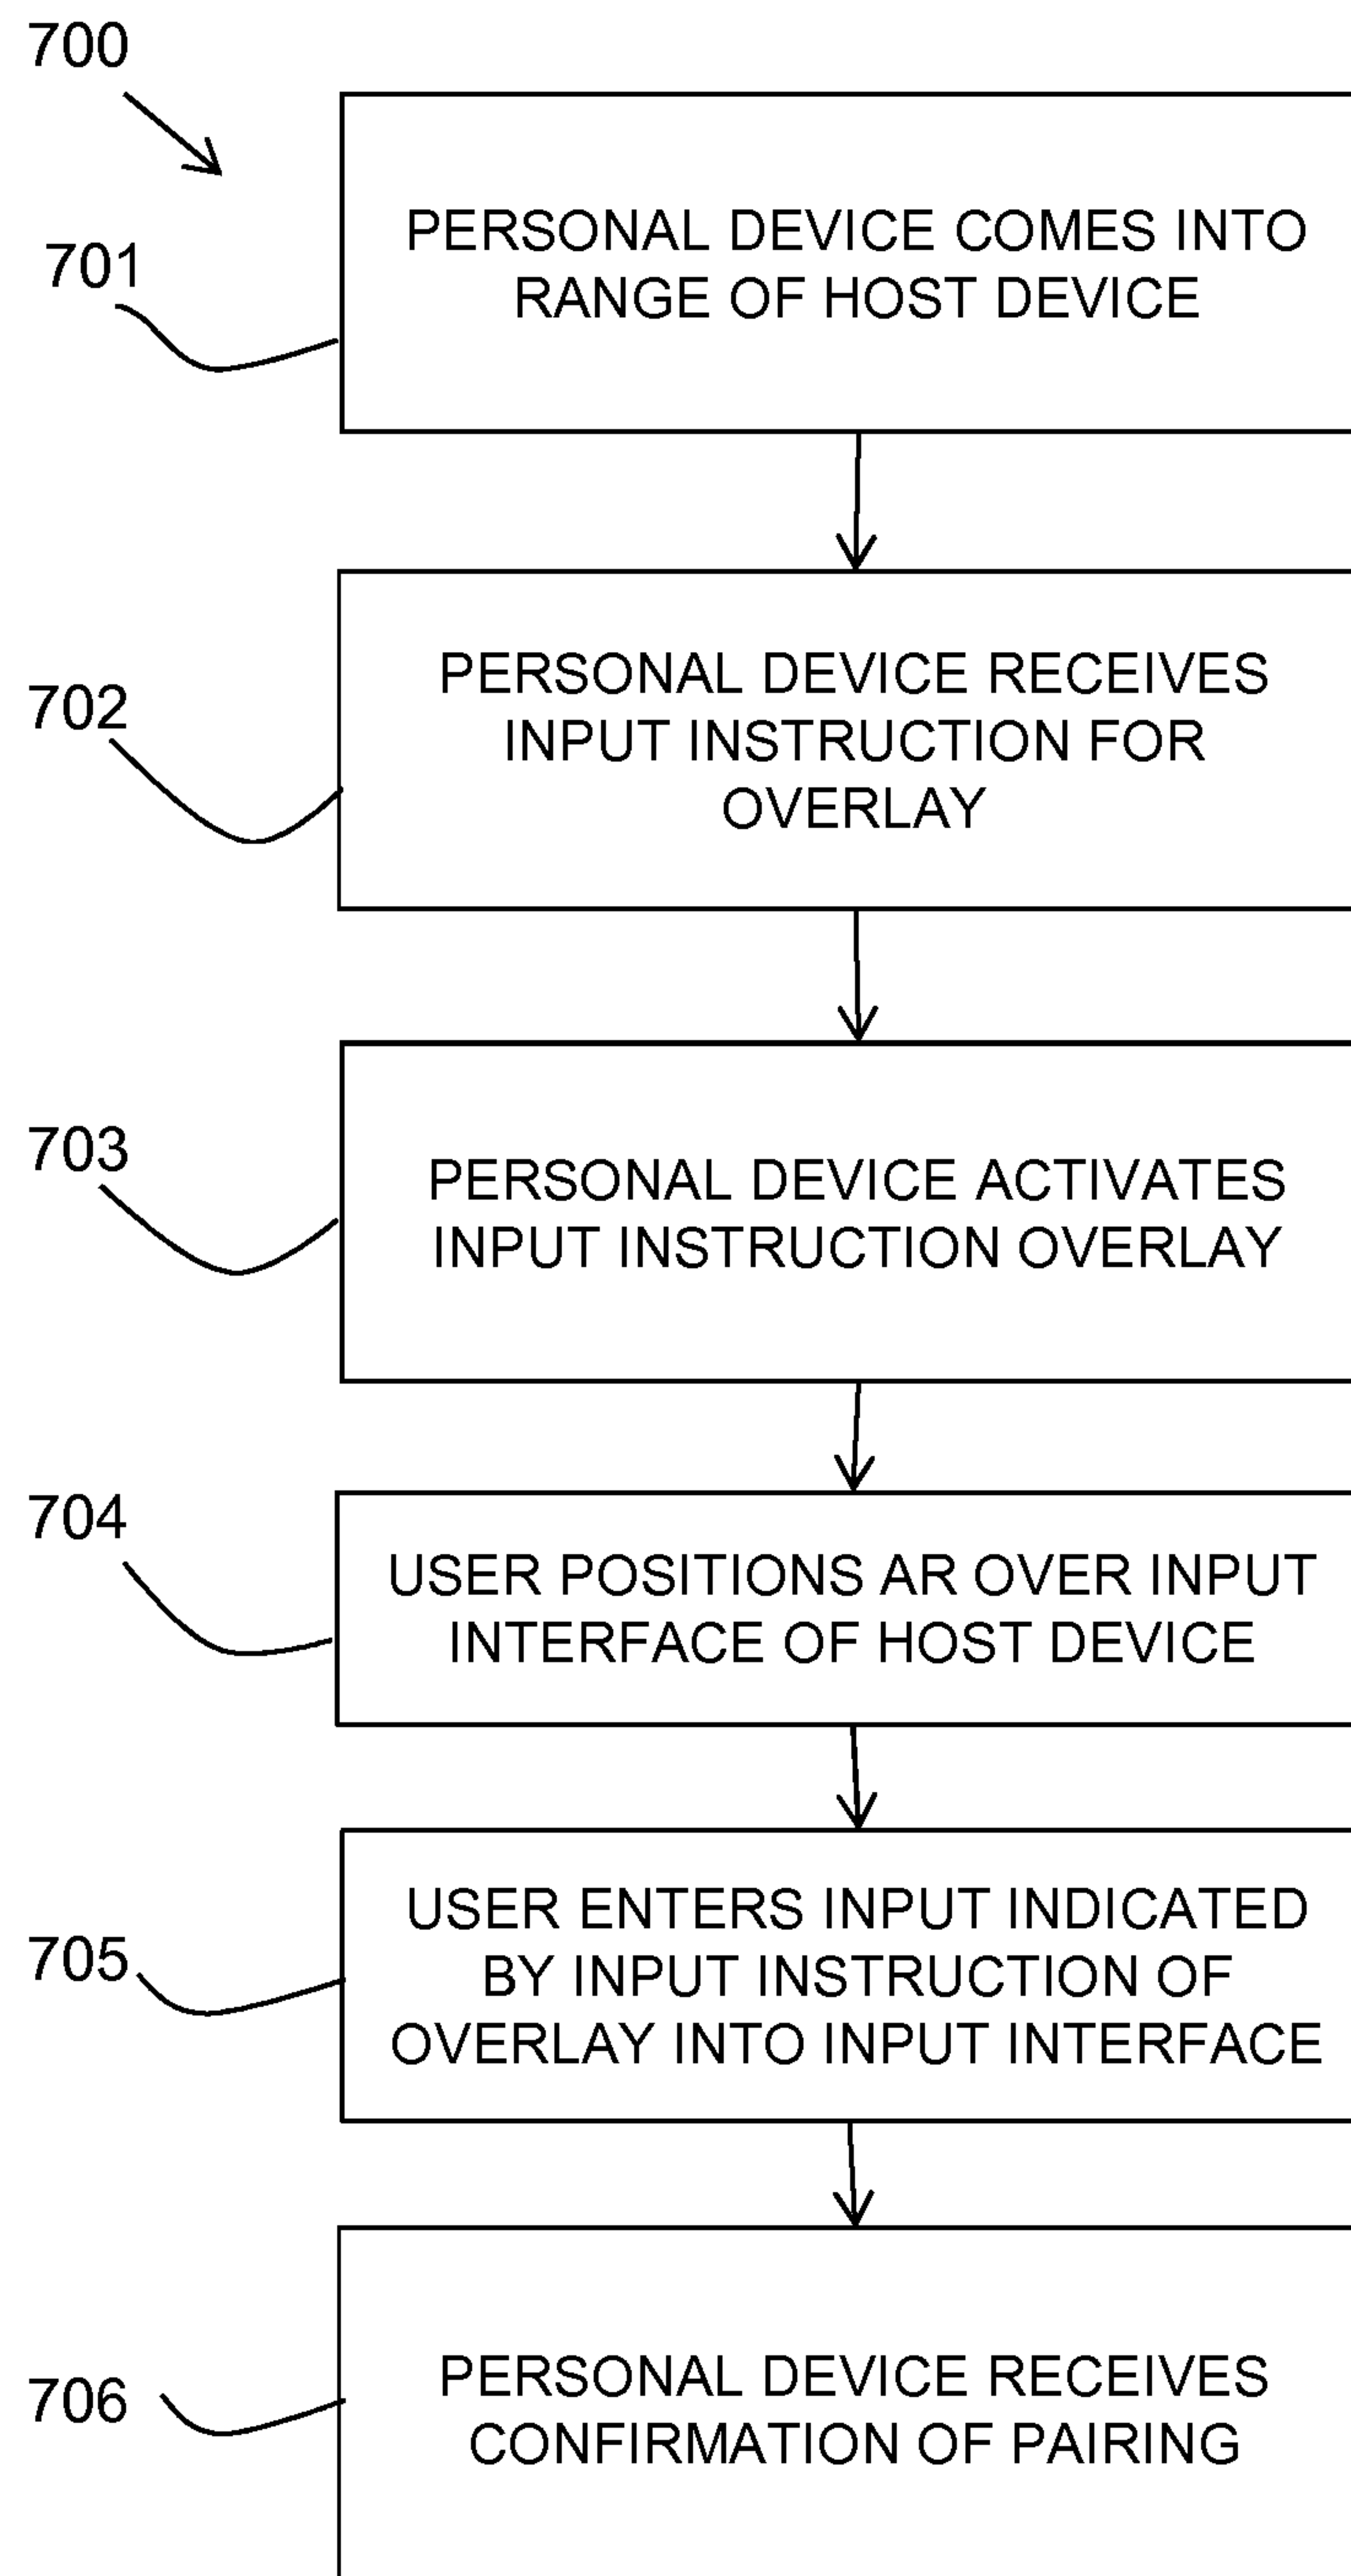 700
701
PERSONAL DEVICE COMES INTO
RANGE OF HOST DEVICE
702
PERSONAL DEVICE RECEIVES
INPUT INSTRUCTION FOR
OVERLAY
703
PERSONAL DEVICE ACTIVATES
INPUT INSTRUCTION OVERLAY
704
USER POSITIONS AR OVER INPUT
INTERFACE OF HOST DEVICE
705
USER ENTERS INPUT INDICATED
BY INPUT INSTRUCTION OF
OVERLAY INTO INPUT INTERFACE
706
PERSONAL DEVICE RECEIVES
CONFIRMATION OF PAIRING